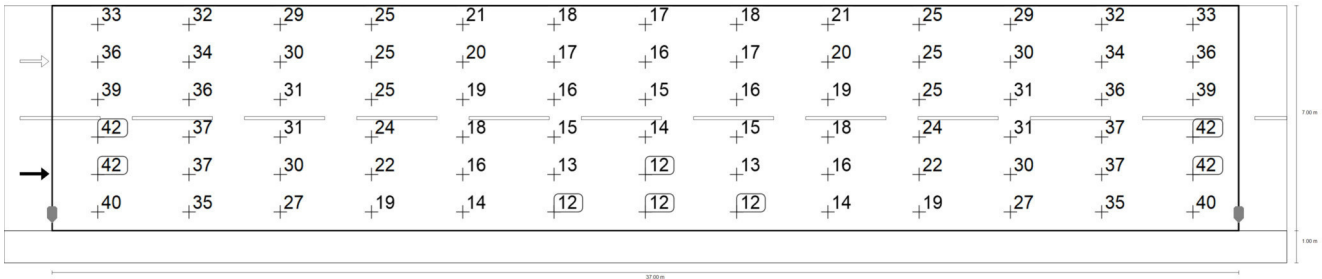 33 32 29 25 21 18 17 18 21 25 29 32 33
36 34 30 25 20 17 16 17 20 25 30 34 36
39 36 31 25 19 16 15 16 19 25 31 36 39
7.00 m
42 37 31 24 18 15 14 15 18 24 31 37 42
42 37 30 22 16 13 12 13 16 22 30 37 42
40 35 27 19 14 12 12 12 14 19 27 35 40
1.00 m
37.00 m